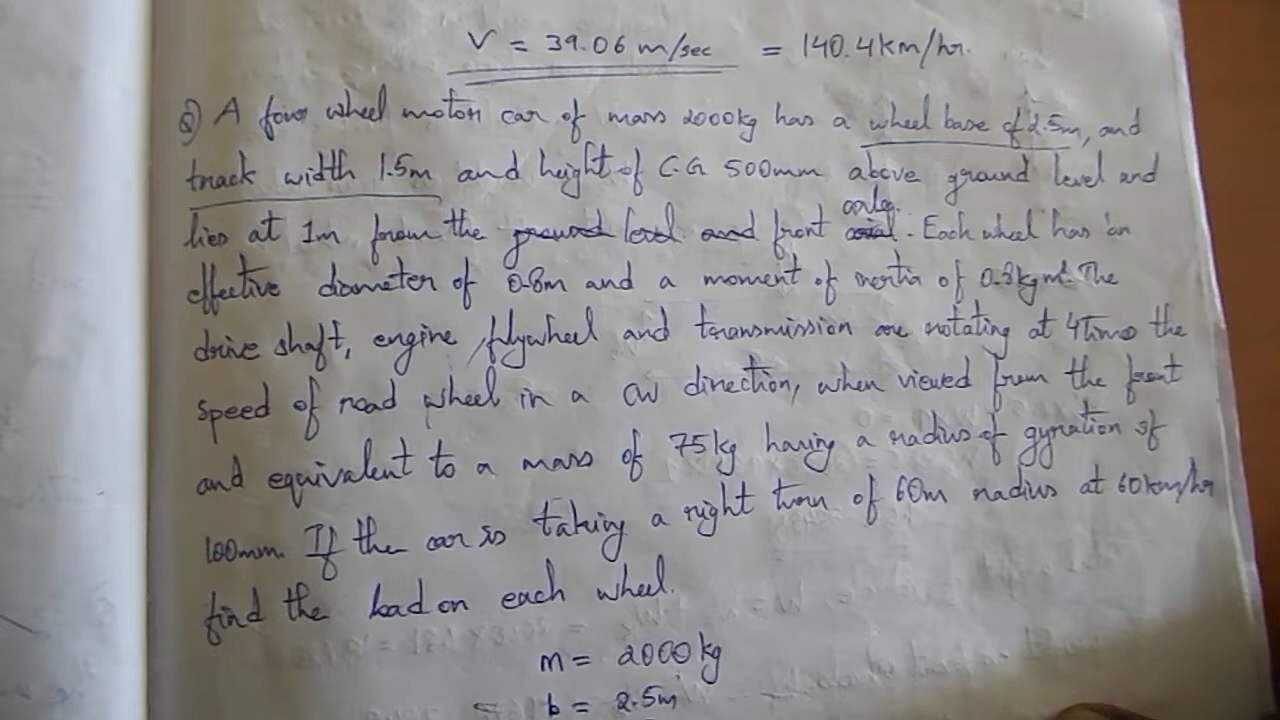 V = 39.06 m/sec = 140.4 km/hr.
Q) A four wheel motor car of mass 2000kg has a wheel base of 2.5m, and
track width 1.5m and height of C.G 500mm above ground level and
axle.
lies at 1m from the ground level and front axial. Each wheel has an
effective diameter of 0.8m and a moment of inertia of 0.8kgm². The
drive shaft, engine, flywheel and transmission are rotating at 4 times the
speed of road wheel in a CW direction, when viewed from the front
and equivalent to a mass of 75kg having a radius of gyration of
100mm. If the car is taking a right turn of 60m radius at 60km/hr
find the load on each wheel.
m = 2000 kg
b = 2.5m